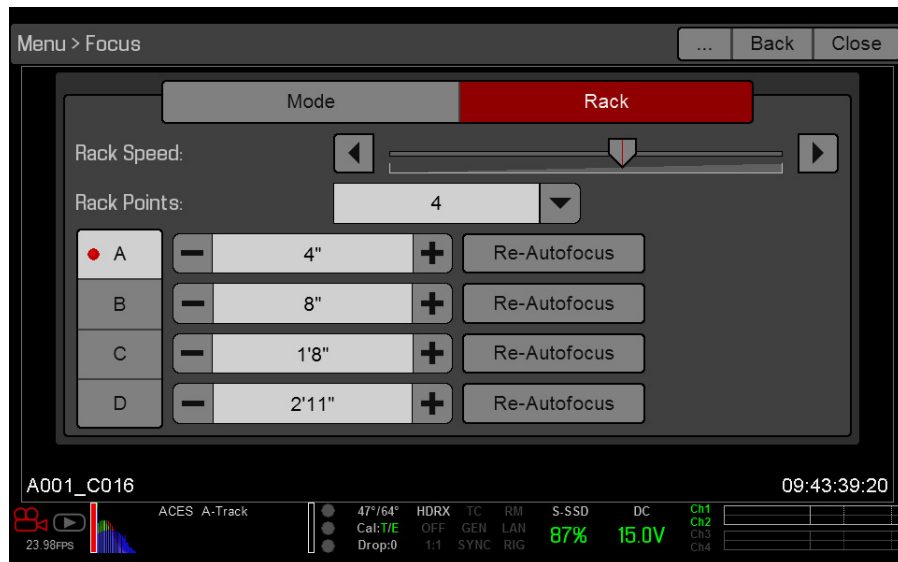 Menu > Focus ... Back Close
Mode Rack
Rack Speed:
Rack Points: 4
A 4" Re-Autofocus
B 8" Re-Autofocus
C 1'8" Re-Autofocus
D 2'11" Re-Autofocus
A001_C016 09:43:39:20
ACES A-Track 47°/64° HDRX TC RM S-SSD DC Ch1
Cal:T/E OFF GEN LAN 87% 15.0V Ch2
23.98FPS Drop:0 1:1 SYNC RIG Ch3
Ch4